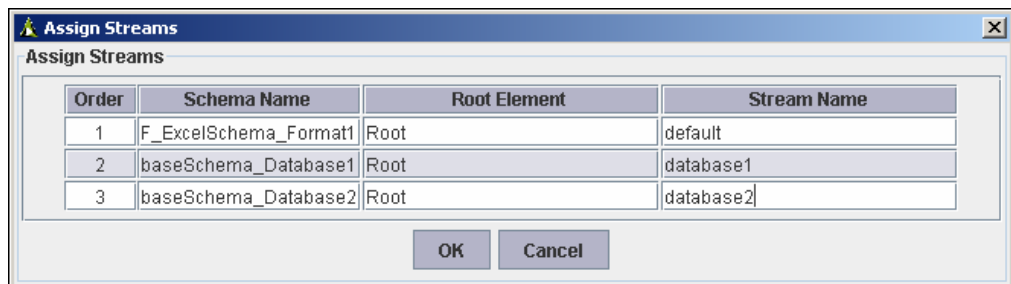 Assign Streams
Assign Streams
Order Schema Name Root Element Stream Name
1 F_ExcelSchema_Format1 Root default
2 baseSchema_Database1 Root database1
3 baseSchema_Database2 Root database2
OK Cancel